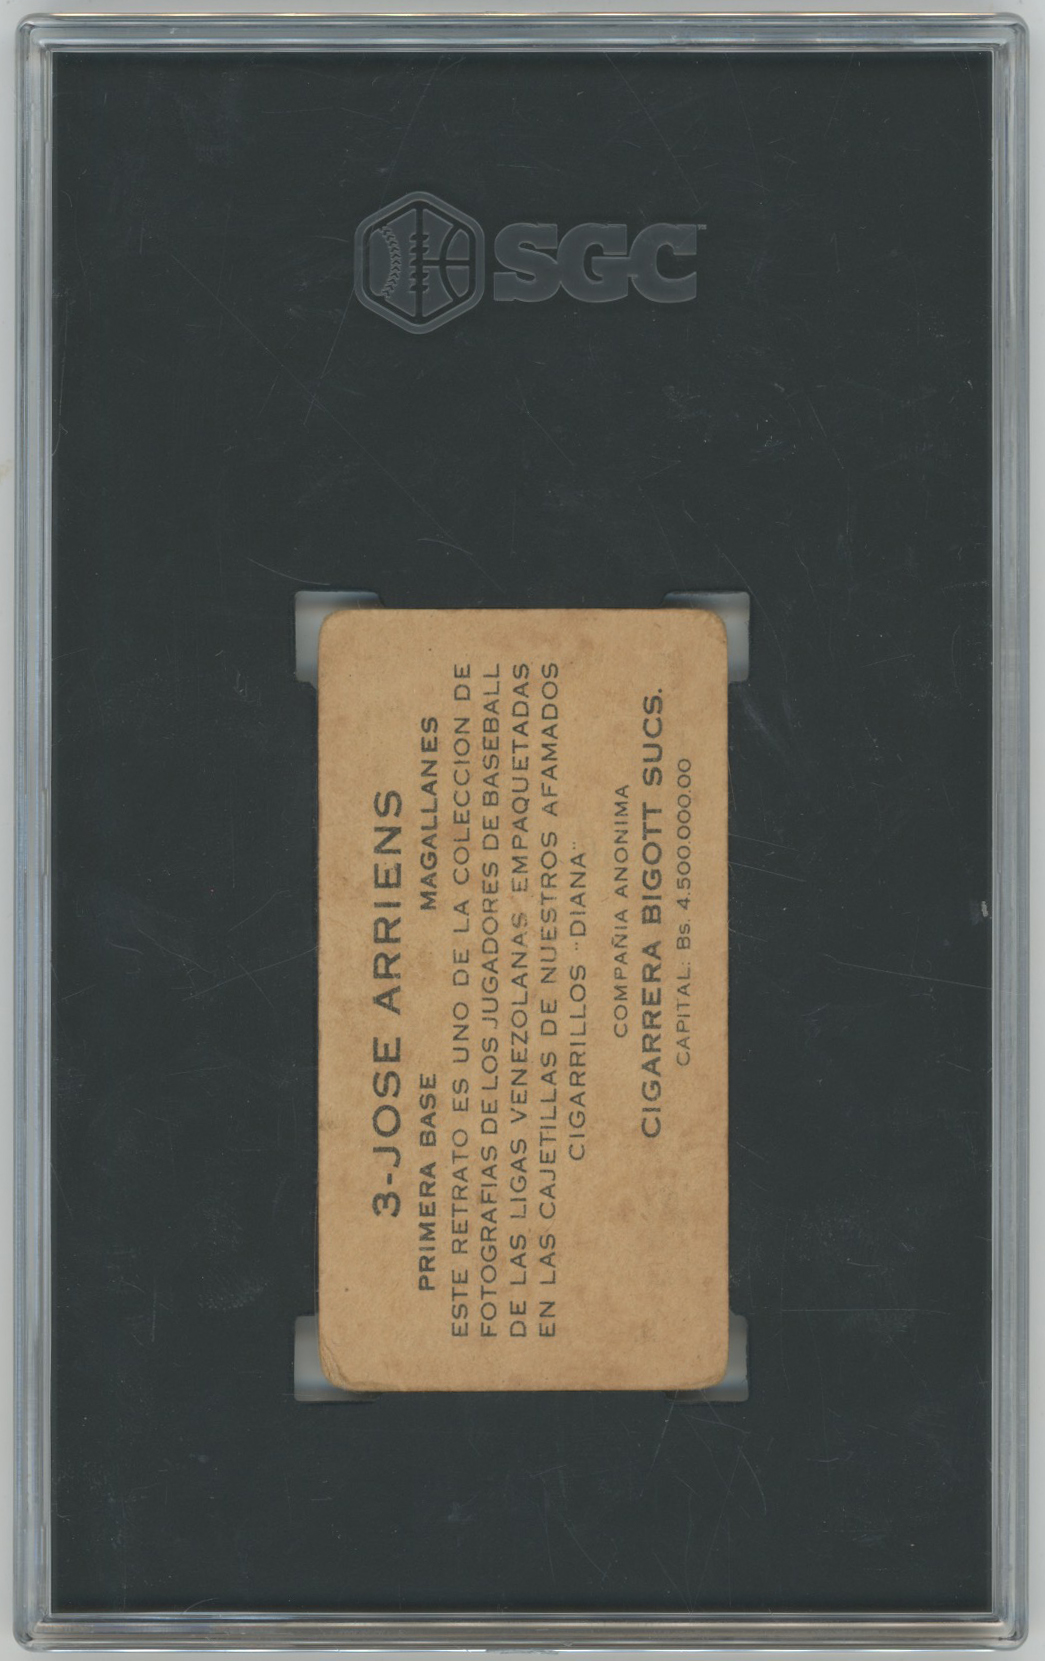 SGC
3-JOSE ARRIENS
PRIMERA BASE MAGALLANES
ESTE RETRATO ES UNO DE LA COLECCION DE
FOTOGRAFIAS DE LOS JUGADORES DE BASEBALL
DE LAS LIGAS VENEZOLANAS EMPAQUETADAS
EN LAS CAJETILLAS DE NUESTROS AFAMADOS
CIGARRILLOS "DIANA"
COMPAÑIA ANONIMA
CIGARRERA BIGOTT SUCS.
CAPITAL: Bs. 4.500.000,00